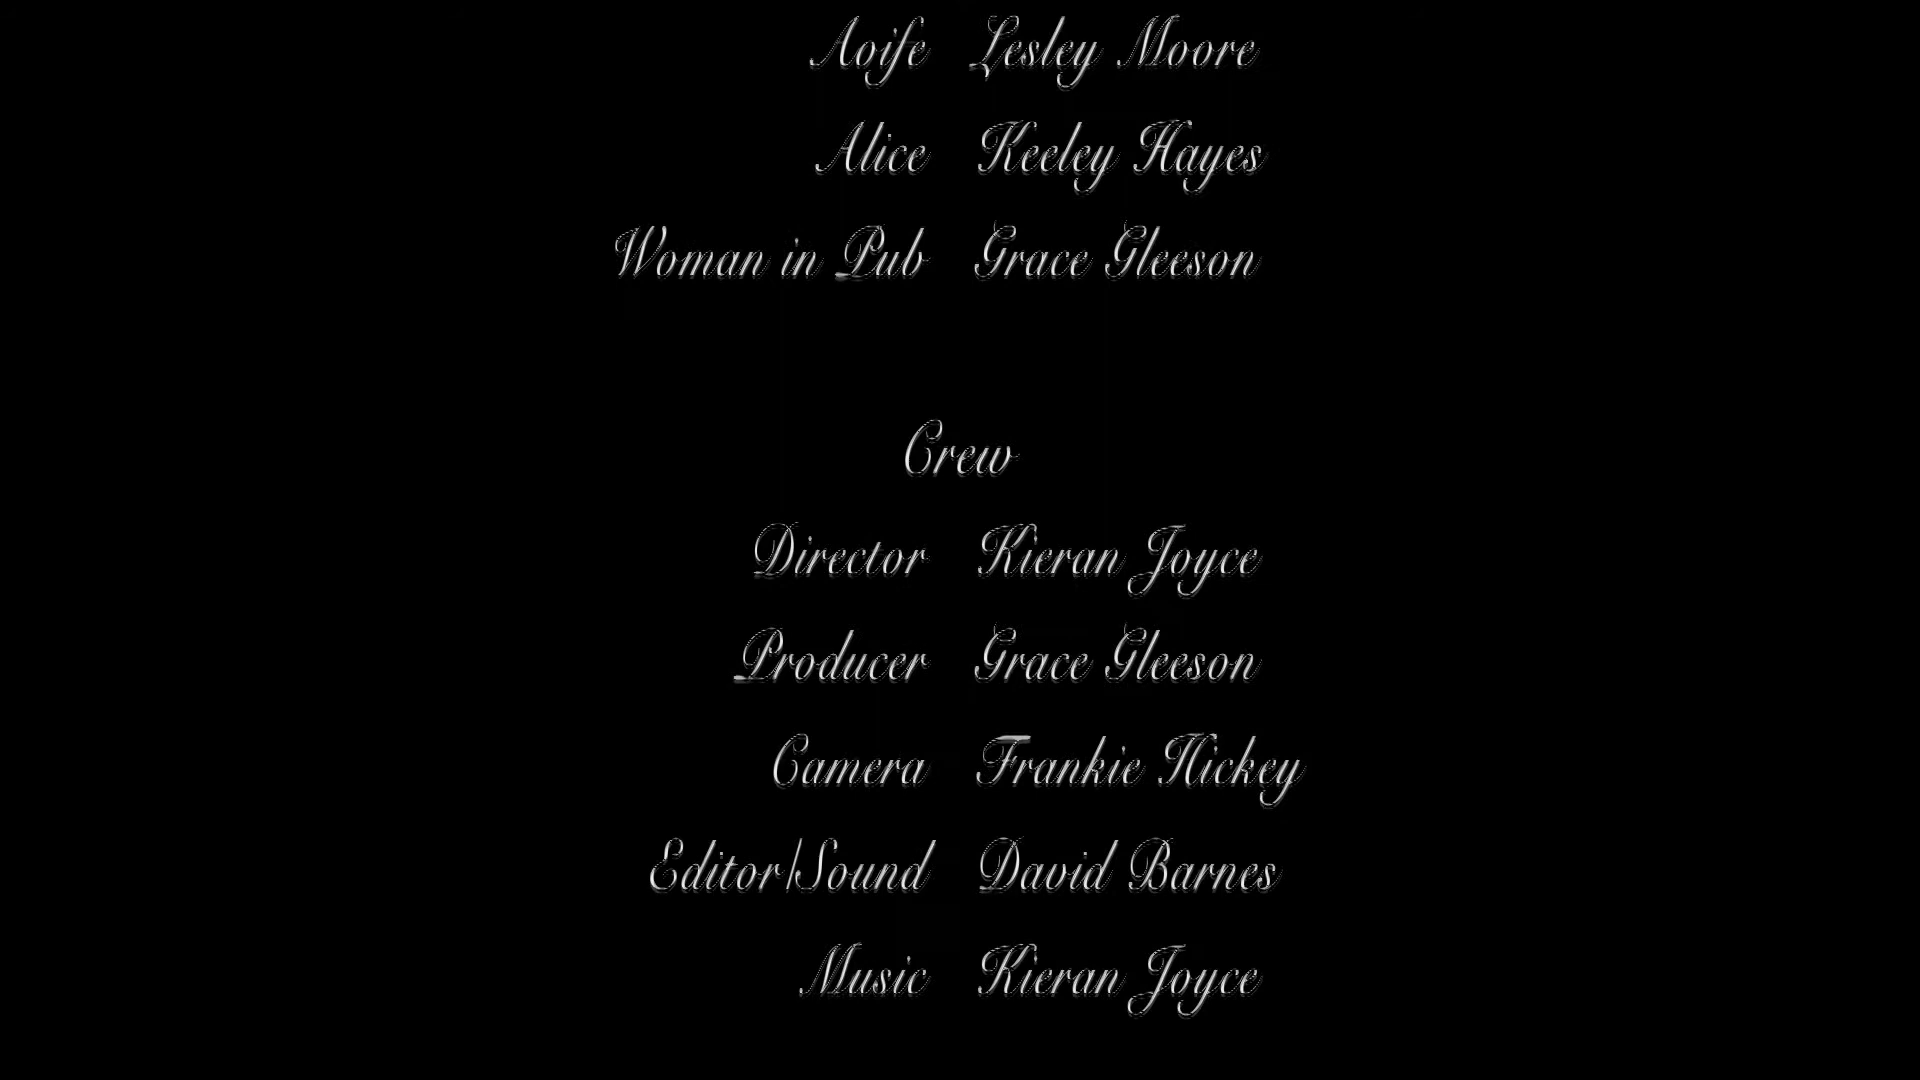 Aoife Lesley Moore
Alice Keeley Hayes
Woman in Pub Grace Gleeson
Crew
Director Kieran Joyce
Producer Grace Gleeson
Camera Frankie Hickey
Editor/Sound David Barnes
Music Kieran Joyce